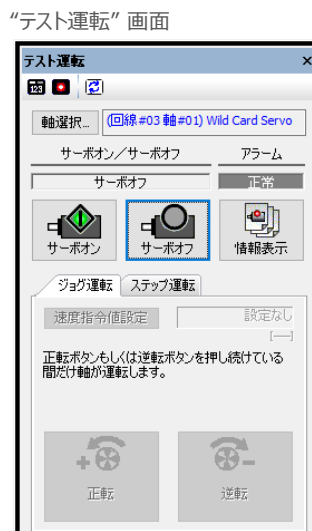 “テスト運転” 画面
テスト運転 ×
123
軸選択... (回線#03 軸#01) Wild Card Servo
サーボオン／サーボオフ アラーム
サーボオフ 正常
サーボオン サーボオフ 情報表示
ジョグ運転 ステップ運転
速度指令値設定 設定なし
[----]
正転ボタンもしくは逆転ボタンを押し続けている
間だけ軸が運転します。
正転 逆転